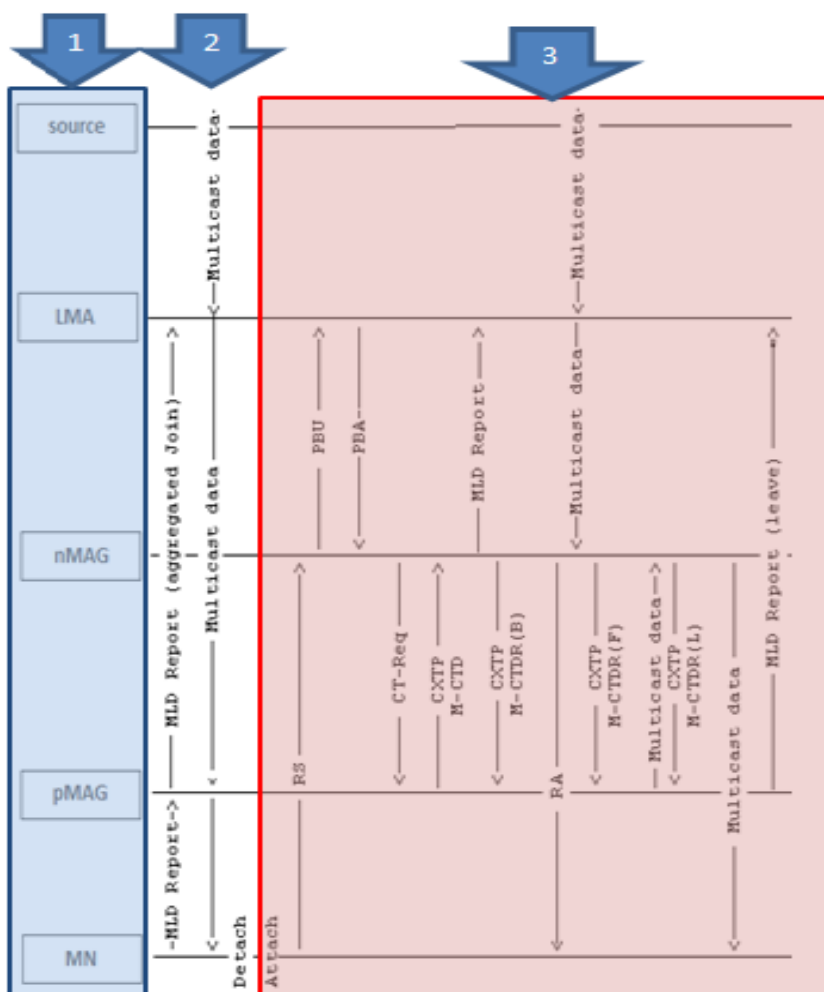 1
2
3
source
LMA
nMAG
pMAG
MN
-MLD Report->
MLD Report (aggregated Join)
Multicast data
Multicast data
Detach
Attach
RS
PBU
PBA
CT-Req
CXTP
M-CTD
MLD Report
CXTP
M-CTDR(B)
RA
Multicast data
Multicast data
CXTP
M-CTDR(F)
Multicast data
CXTP
M-CTDR(L)
Multicast data
MLD Report (leave)